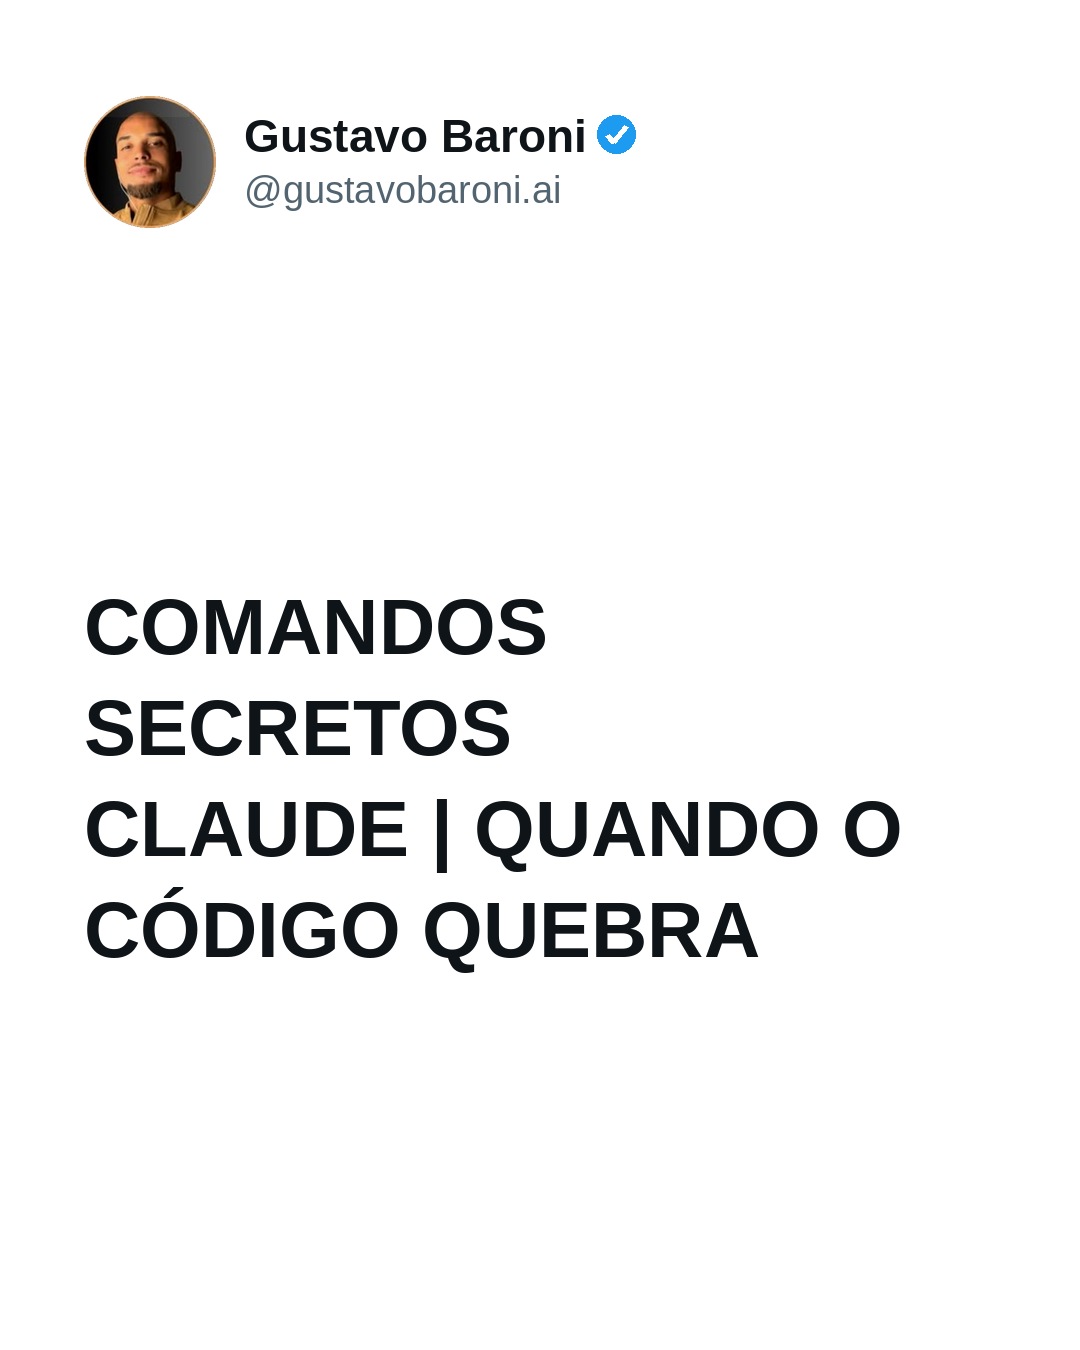 Gustavo Baroni
@gustavobaroni.ai
COMANDOS
SECRETOS
CLAUDE | QUANDO O
CÓDIGO QUEBRA